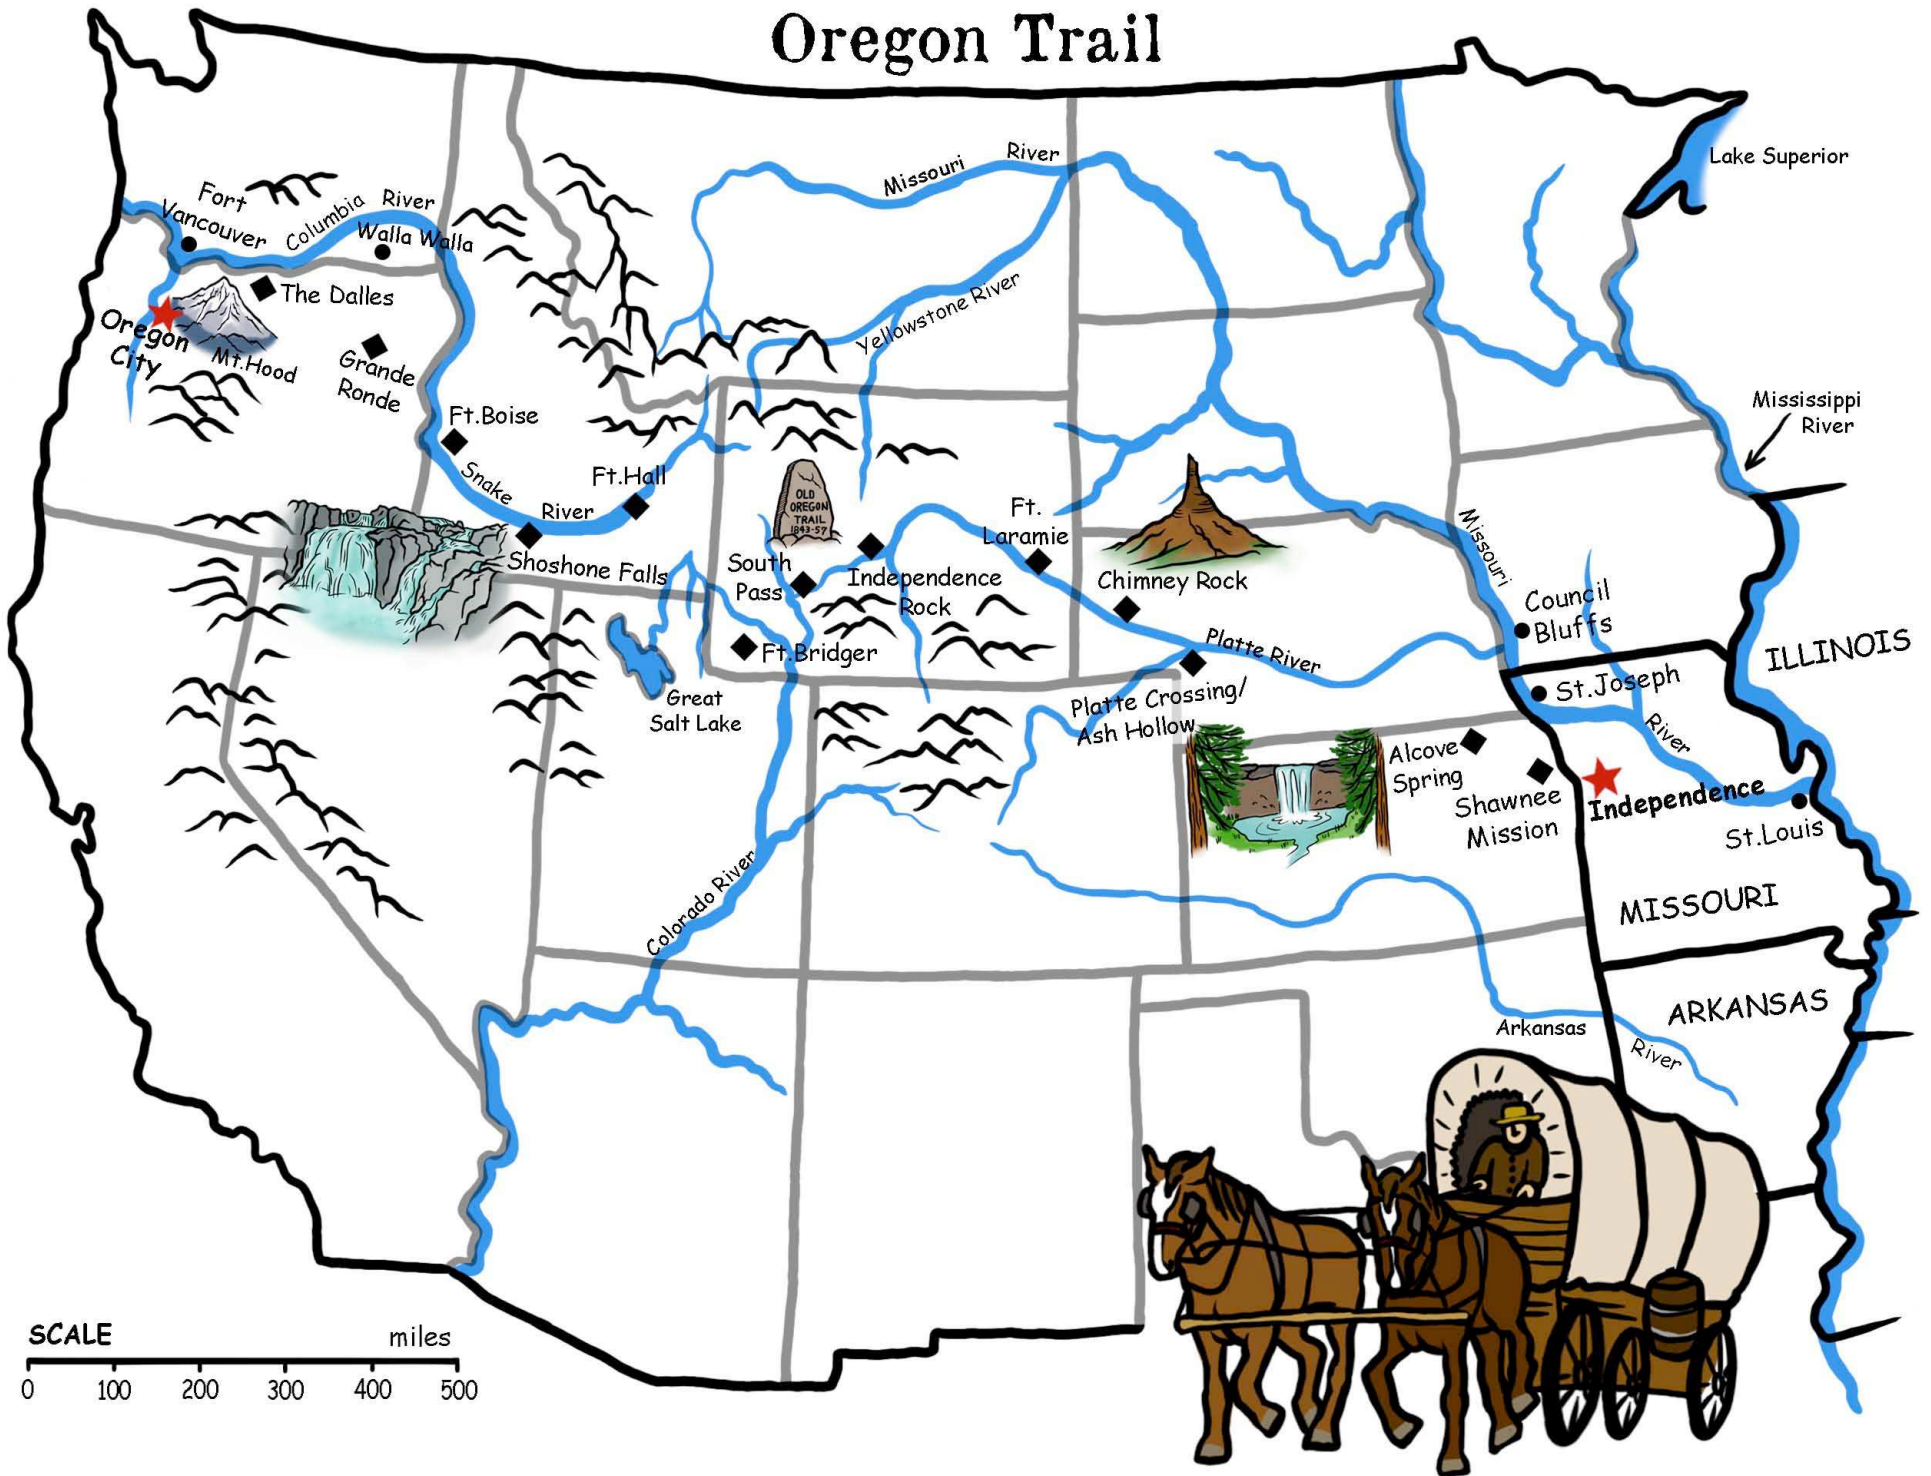 Oregon Trail
Lake Superior
Missouri River
Fort
Vancouver
Columbia River
Walla Walla
The Dalles
Oregon
City
Mt.Hood
Grande
Ronde
Yellowstone River
Mississippi
River
Ft.Boise
Snake River
Ft.Hall
Shoshone Falls
OLD
OREGON
TRAIL
1843-57
South
Pass
Independence
Rock
Ft.
Laramie
Chimney Rock
Missouri
Council
Bluffs
ILLINOIS
Ft.Bridger
Great
Salt Lake
Platte River
Platte Crossing/
Ash Hollow
St.Joseph
River
Alcove
Spring
Shawnee
Mission
Independence
St.Louis
MISSOURI
Colorado River
ARKANSAS
Arkansas River
SCALE miles
0 100 200 300 400 500